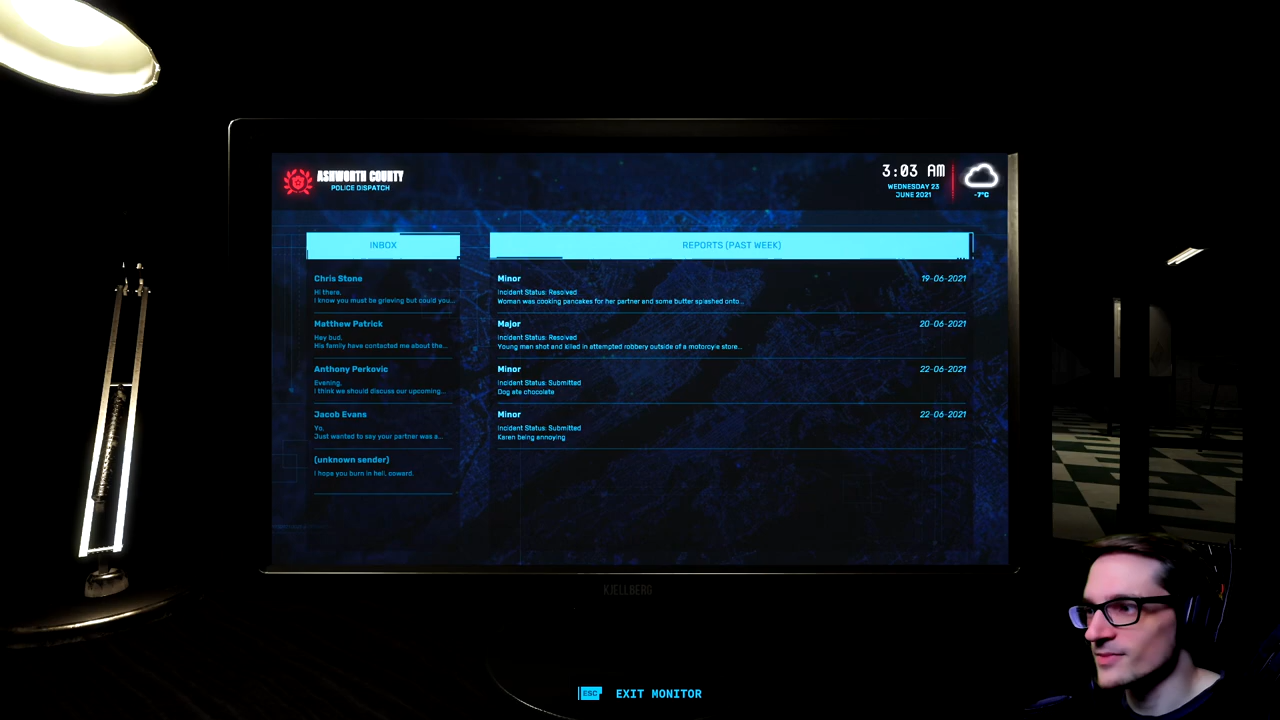 ASHWORTH COUNTY
POLICE DISPATCH
3:03 AM
WEDNESDAY 23
JUNE 2021
-7°C
INBOX
Chris Stone
Hi there.
I know you must be grieving but could you...
Matthew Patrick
Hey bud.
His family have contacted me about the...
Anthony Perkovic
Evening.
I think we should discuss our upcoming...
Jacob Evans
Yo.
Just wanted to say your partner was a...
(unknown sender)
I hope you burn in hell, coward.
REPORTS (PAST WEEK)
Minor 19-06-2021
Incident Status: Resolved
Woman was cooking pancakes for her partner and some butter splashed onto...
Major 20-06-2021
Incident Status: Resolved
Young man shot and killed in attempted robbery outside of a motorcyle store...
Minor 22-06-2021
Incident Status: Submitted
Dog ate chocolate
Minor 22-06-2021
Incident Status: Submitted
Karen being annoying
KJELLBERG
ESC EXIT MONITOR